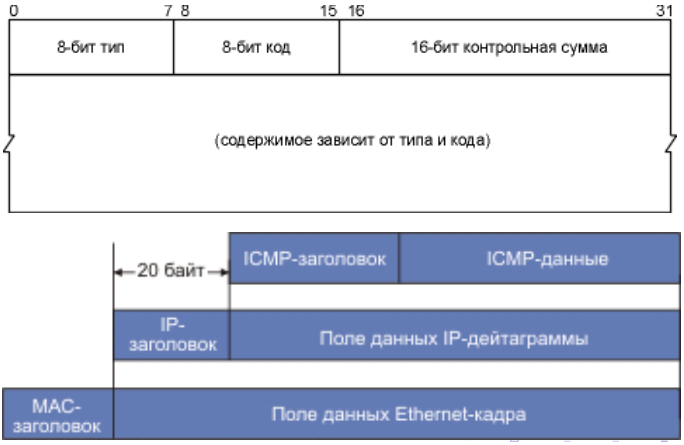 0 7 8 15 16 31
8-бит тип 8-бит код 16-бит контрольная сумма
(содержимое зависит от типа и кода)
ICMP-заголовок ICMP-данные
20 байт
IP-
заголовок
Поле данных IP-дейтаграммы
MAC-
заголовок
Поле данных Ethernet-кадра